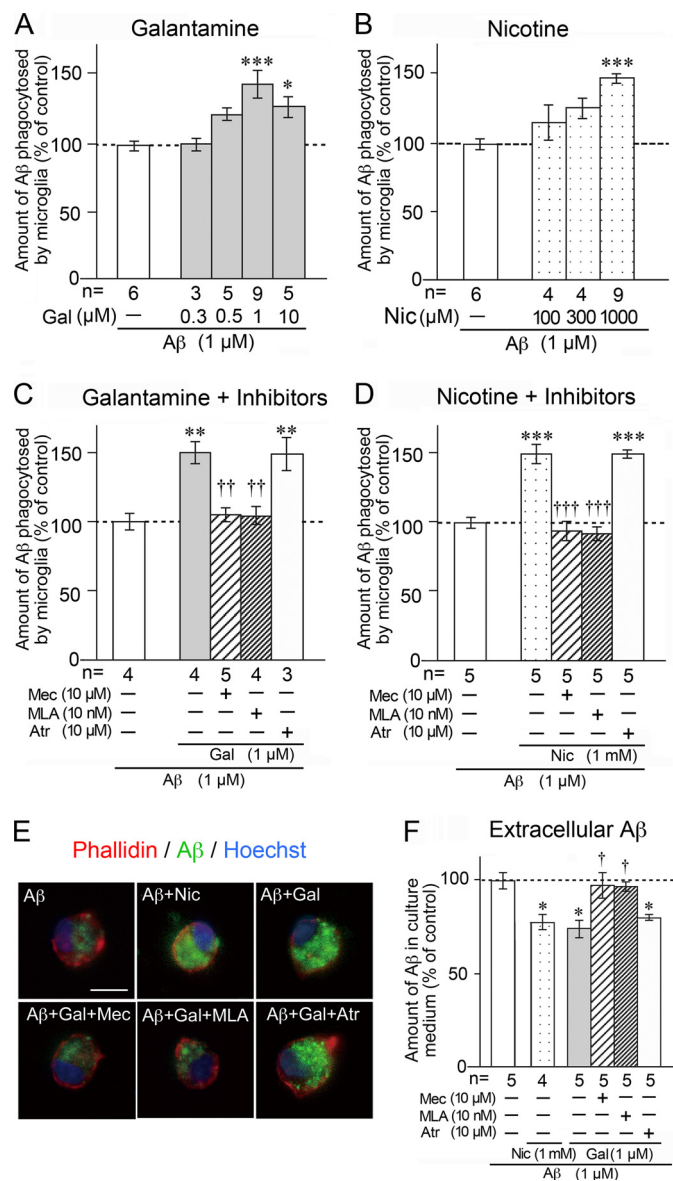 A
Galantamine
Amount of Aβ phagocytosed
by microglia (% of control)
150
100
50
0
***
*
n=
6 3 5 9 5
Gal (μM) — 0.3 0.5 1 10
Aβ (1 μM)
B
Nicotine
Amount of Aβ phagocytosed
by microglia (% of control)
150
100
50
0
***
n=
6 4 4 9
Nic (μM) — 100 300 1000
Aβ (1 μM)
C
Galantamine + Inhibitors
Amount of Aβ phagocytosed
by microglia (% of control)
150
100
50
0
** †† †† **
n= 4 4 5 4 3
Mec (10 μM) — — + — —
MLA (10 nM) — — — + —
Atr (10 μM) — — — — +
Gal (1 μM)
Aβ (1 μM)
D
Nicotine + Inhibitors
Amount of Aβ phagocytosed
by microglia (% of control)
150
100
50
0
*** ††† ††† ***
n= 5 5 5 5 5
Mec (10 μM) — — + — —
MLA (10 nM) — — — + —
Atr (10 μM) — — — — +
Nic (1 mM)
Aβ (1 μM)
E
Phallidin / Aβ / Hoechst
Aβ
Aβ+Nic
Aβ+Gal
Aβ+Gal+Mec
Aβ+Gal+MLA
Aβ+Gal+Atr
F
Extracellular Aβ
Amount of Aβ in culture
medium (% of control)
100
75
50
0
* * † † *
n= 5 4 5 5 5 5
Mec (10 μM) — — — + — —
MLA (10 nM) — — — — + —
Atr (10 μM) — — — — — +
Nic (1 mM) Gal (1 μM)
Aβ (1 μM)